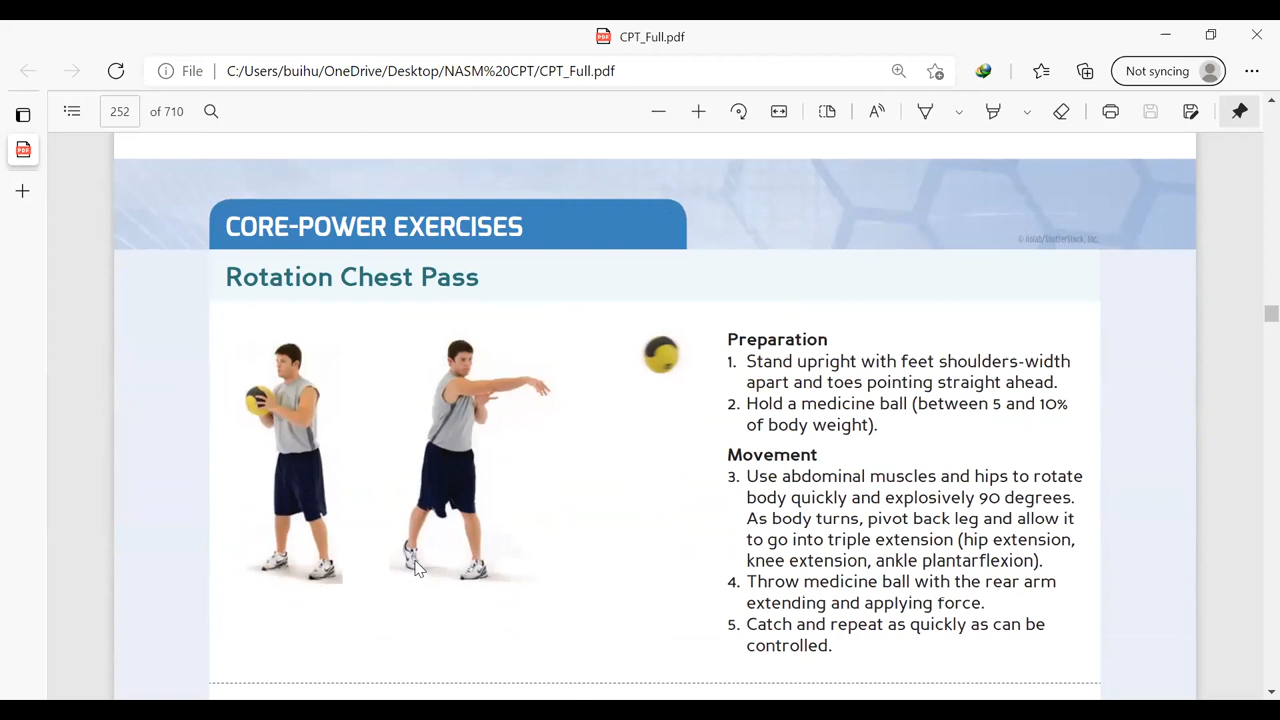 CPT_Full.pdf
File C:/Users/buihu/OneDrive/Desktop/NASM%20CPT/CPT_Full.pdf
Not syncing
252 of 710
CORE-POWER EXERCISES
© Rolab/ShutterStock, Inc.
Rotation Chest Pass
Preparation
1. Stand upright with feet shoulders-width
apart and toes pointing straight ahead.
2. Hold a medicine ball (between 5 and 10%
of body weight).
Movement
3. Use abdominal muscles and hips to rotate
body quickly and explosively 90 degrees.
As body turns, pivot back leg and allow it
to go into triple extension (hip extension,
knee extension, ankle plantarflexion).
4. Throw medicine ball with the rear arm
extending and applying force.
5. Catch and repeat as quickly as can be
controlled.